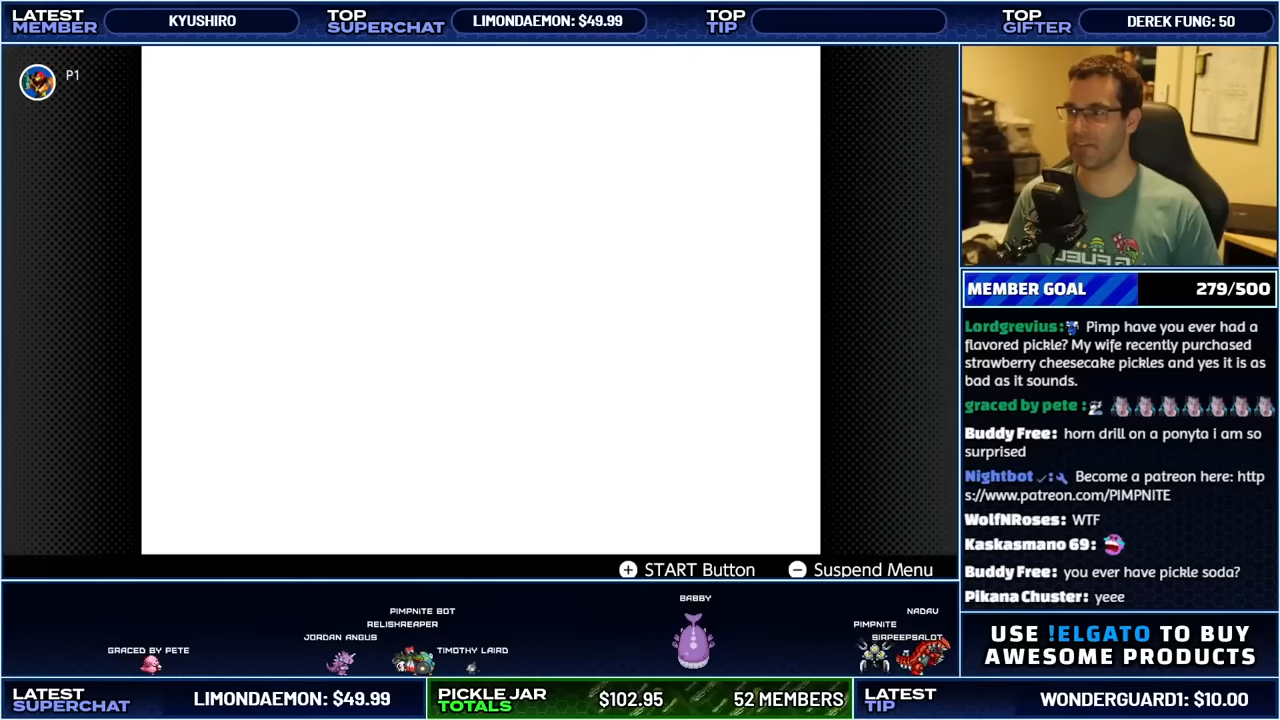 LATEST MEMBER
KYUSHIRO
TOP SUPERCHAT
LIMONDAEMON: $49.99
TOP TIP
TOP GIFTER
DEREK FUNG: 50
P1
G FUEL
MEMBER GOAL
279/500
Lordgrevius: Pimp have you ever had a
flavored pickle? My wife recently purchased
strawberry cheesecake pickles and yes it is as
bad as it sounds.
graced by pete :
Buddy Free: horn drill on a ponyta i am so
surprised
Nightbot ✓: Become a patreon here: http
s://www.patreon.com/PIMPNITE
WolfNRoses: WTF
Kaskasmano 69:
Buddy Free: you ever have pickle soda?
Pikana Chuster: yeee
+ START Button
− Suspend Menu
GRACED BY PETE
JORDAN ANGUS
PIMPNITE BOT
RELISHREAPER
TIMOTHY LAIRD
BABBY
NADAV
PIMPNITE
SIRPEEPSALOT
USE !ELGATO TO BUY
AWESOME PRODUCTS
LATEST SUPERCHAT
LIMONDAEMON: $49.99
PICKLE JAR TOTALS
$102.95
52 MEMBERS
LATEST TIP
WONDERGUARD1: $10.00